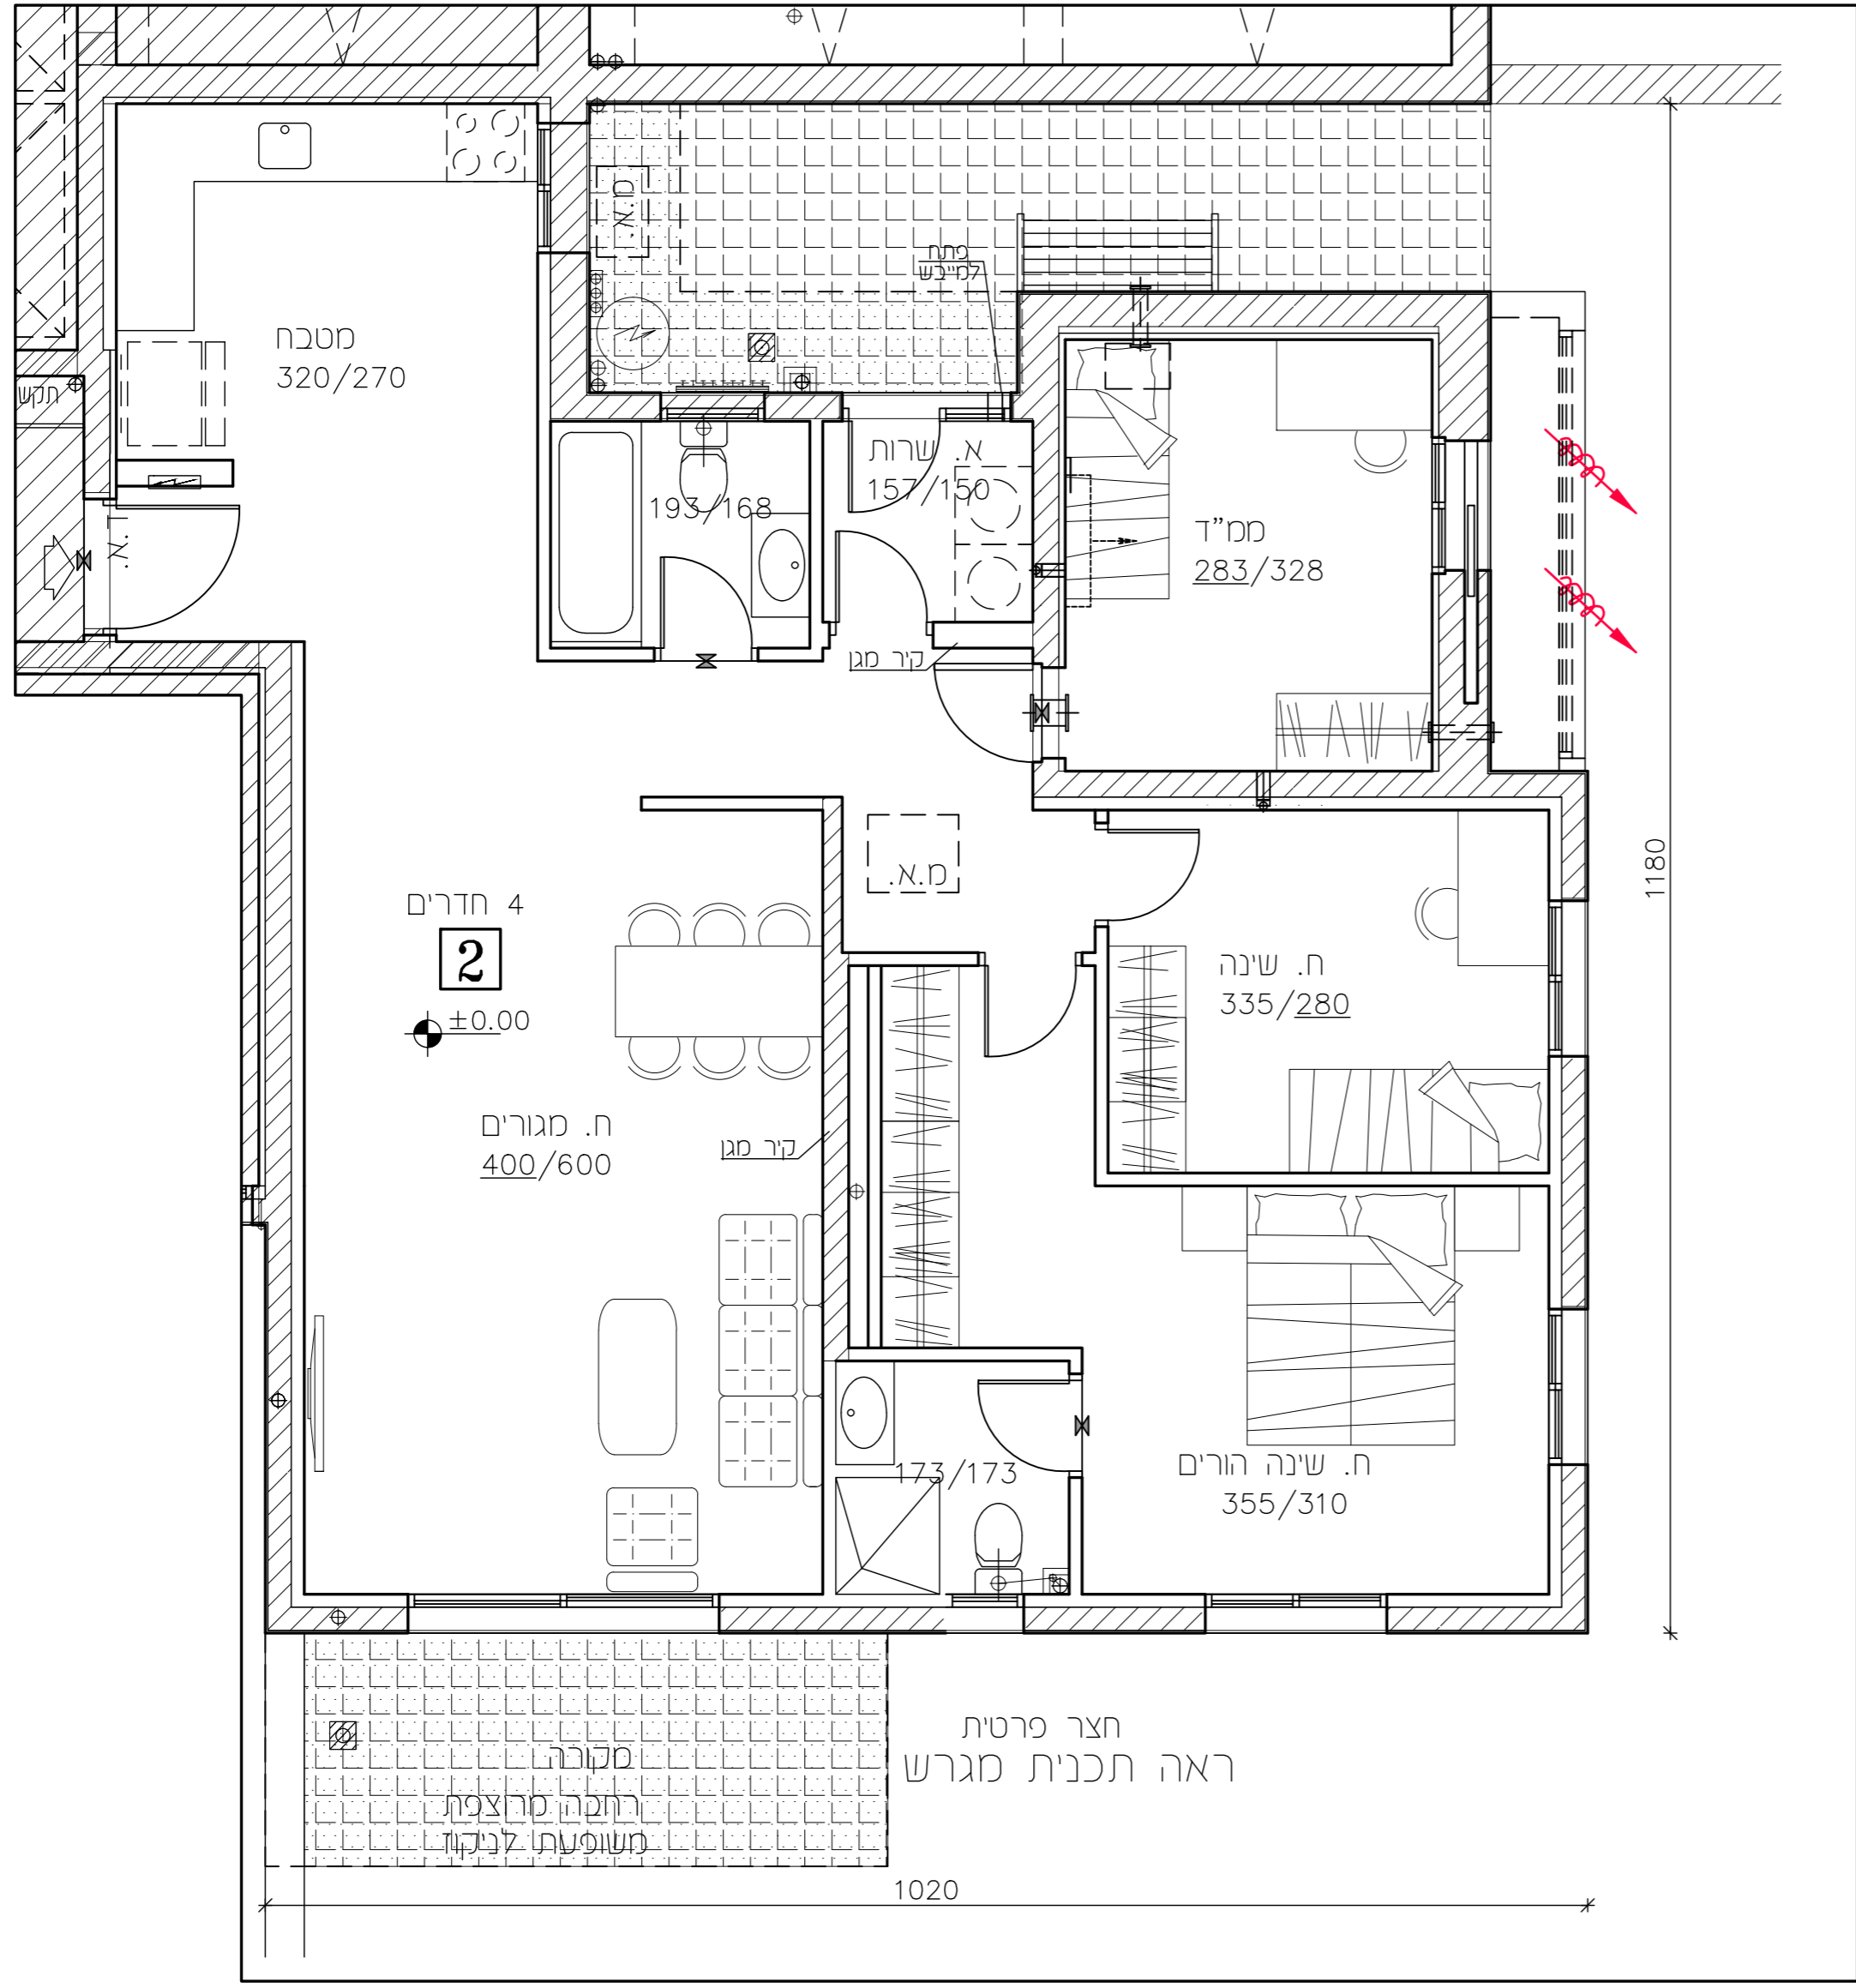 מ.א.
פתח
למייבש
מטבח
320/270
תקש
א. שרות
157/150
193/168
ממ"ד
283/328
א.ד.
קיר מגן
מ.א.
4 חדרים
2
±0.00
ח. שינה
335/280
1180
ח. מגורים
400/600
קיר מגן
173/173
ח. שינה הורים
355/310
חצר פרטית
ראה תכנית מגרש
מקורה
רחבה מרוצפת
משופעת לניקוז
1020